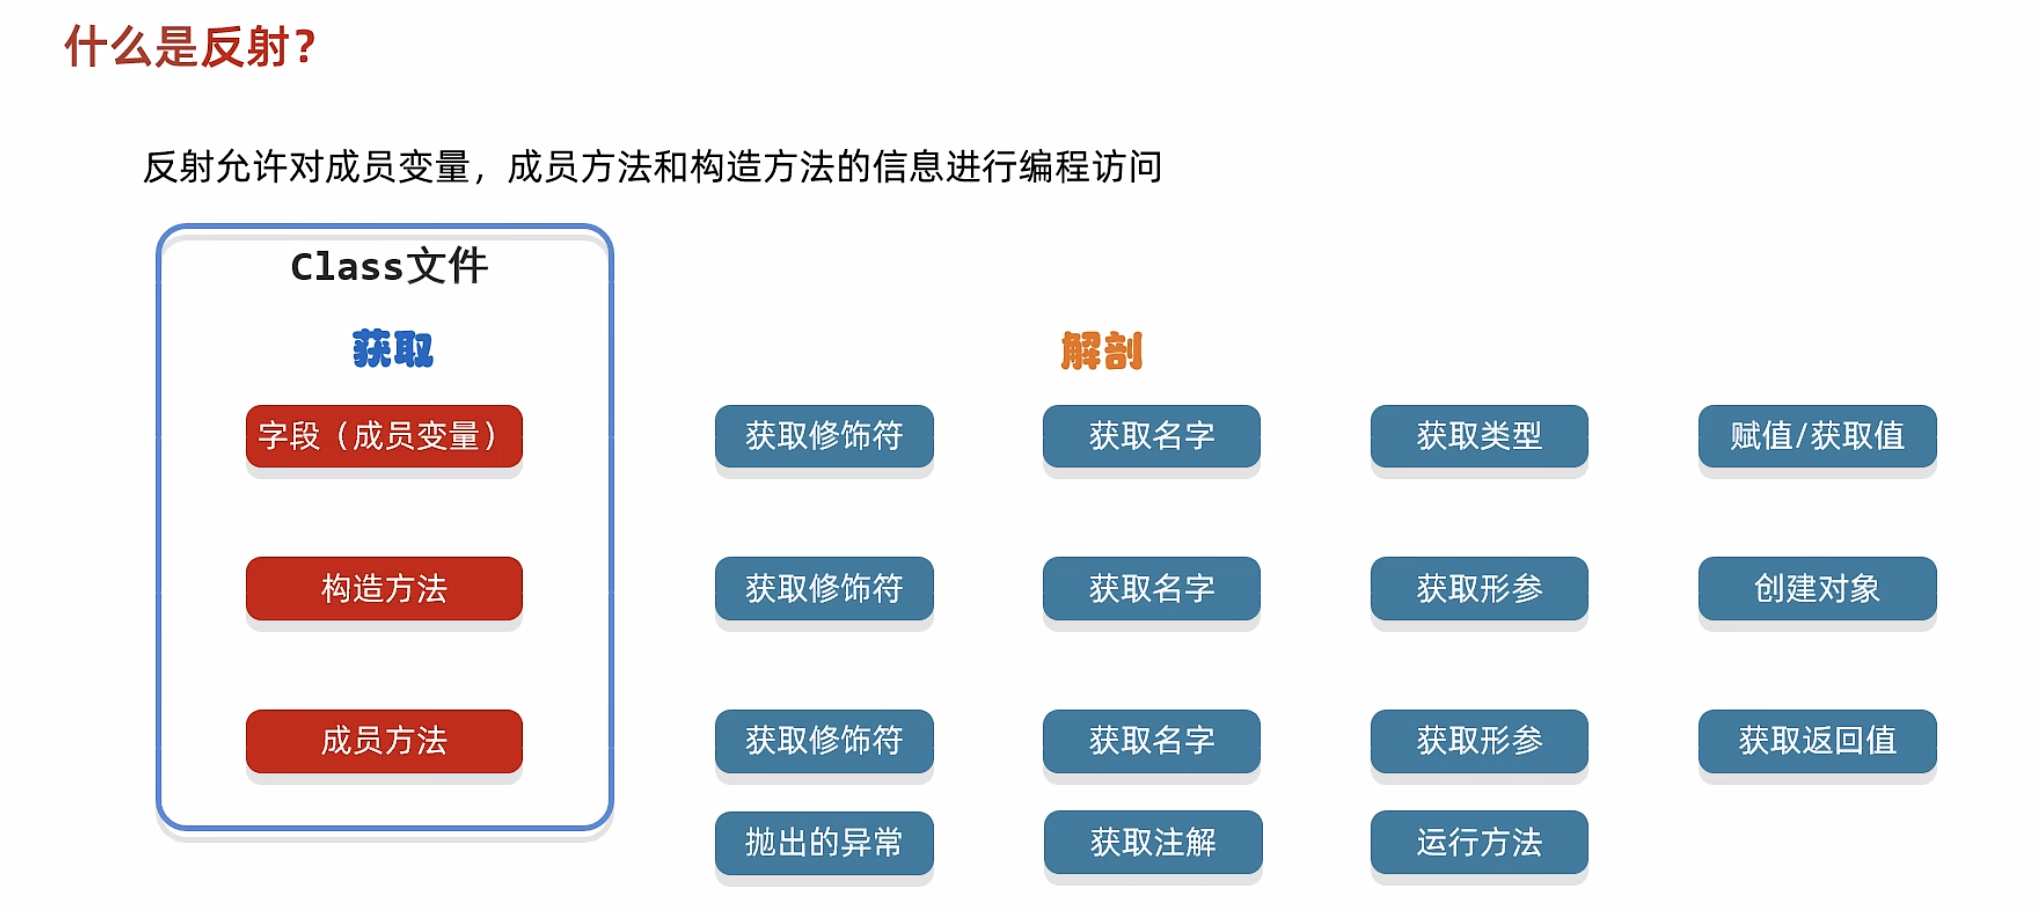 什么是反射？
反射允许对成员变量，成员方法和构造方法的信息进行编程访问
Class文件
获取
解剖
字段（成员变量） 获取修饰符 获取名字 获取类型 赋值/获取值
构造方法 获取修饰符 获取名字 获取形参 创建对象
成员方法 获取修饰符 获取名字 获取形参 获取返回值
抛出的异常 获取注解 运行方法